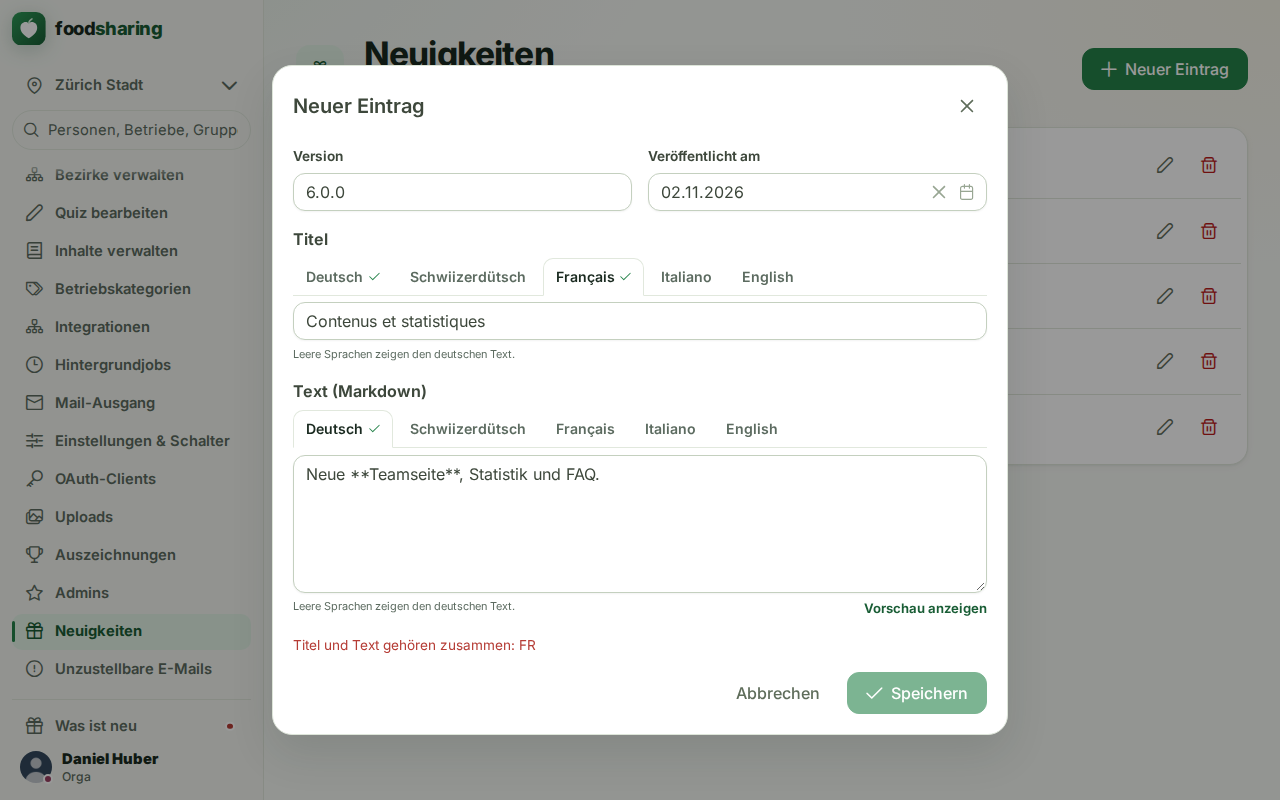 foodsharing
Zürich Stadt
Personen, Betriebe, Grupp
Bezirke verwalten
Quiz bearbeiten
Inhalte verwalten
Betriebskategorien
Integrationen
Hintergrundjobs
Mail-Ausgang
Einstellungen & Schalter
OAuth-Clients
Uploads
Auszeichnungen
Admins
Neuigkeiten
Unzustellbare E-Mails
Was ist neu
Daniel Huber
Orga
Neuigkeiten
Neuer Eintrag
Neuer Eintrag
Version
Veröffentlicht am
6.0.0
02.11.2026
Titel
Deutsch Schwiizerdütsch Français Italiano English
Contenus et statistiques
Leere Sprachen zeigen den deutschen Text.
Text (Markdown)
Deutsch Schwiizerdütsch Français Italiano English
Neue **Teamseite**, Statistik und FAQ.
Leere Sprachen zeigen den deutschen Text.
Vorschau anzeigen
Titel und Text gehören zusammen: FR
Abbrechen
Speichern